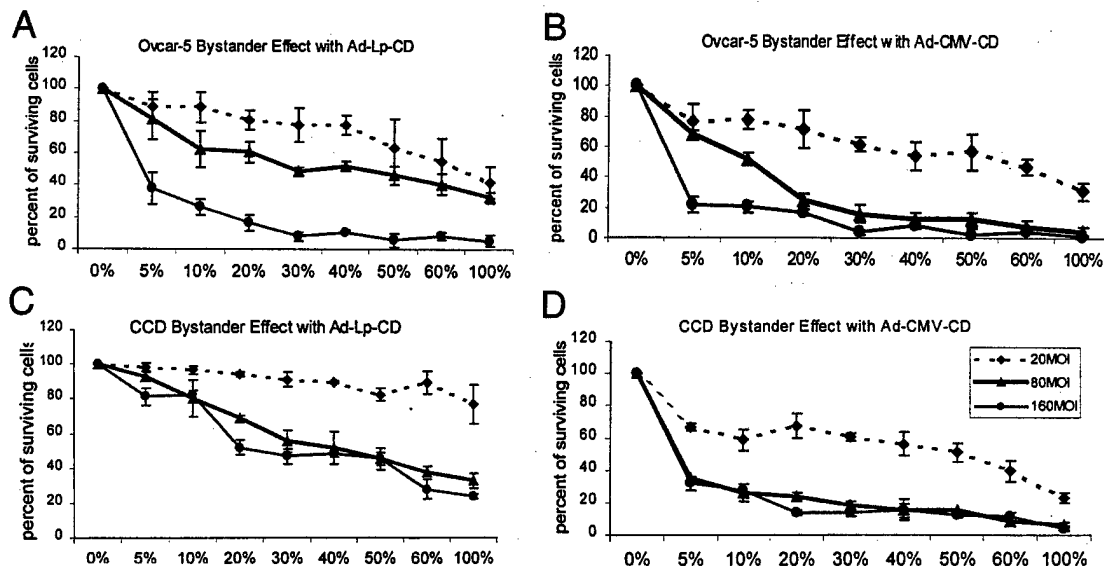 A
Ovcar-5 Bystander Effect with Ad-Lp-CD
percent of surviving cells
120
100
80
60
40
20
0
0% 5% 10% 20% 30% 40% 50% 60% 100%
B
Ovcar-5 Bystander Effect with Ad-CMV-CD
percent of surviving cells
120
100
80
60
40
20
0
0% 5% 10% 20% 30% 40% 50% 60% 100%
C
CCD Bystander Effect with Ad-Lp-CD
percent of surviving cells
120
100
80
60
40
20
0
0% 5% 10% 20% 30% 40% 50% 60% 100%
D
CCD Bystander Effect with Ad-CMV-CD
percent of surviving cells
120
100
80
60
40
20
0
0% 5% 10% 20% 30% 40% 50% 60% 100%
20MOI
80MOI
160MOI